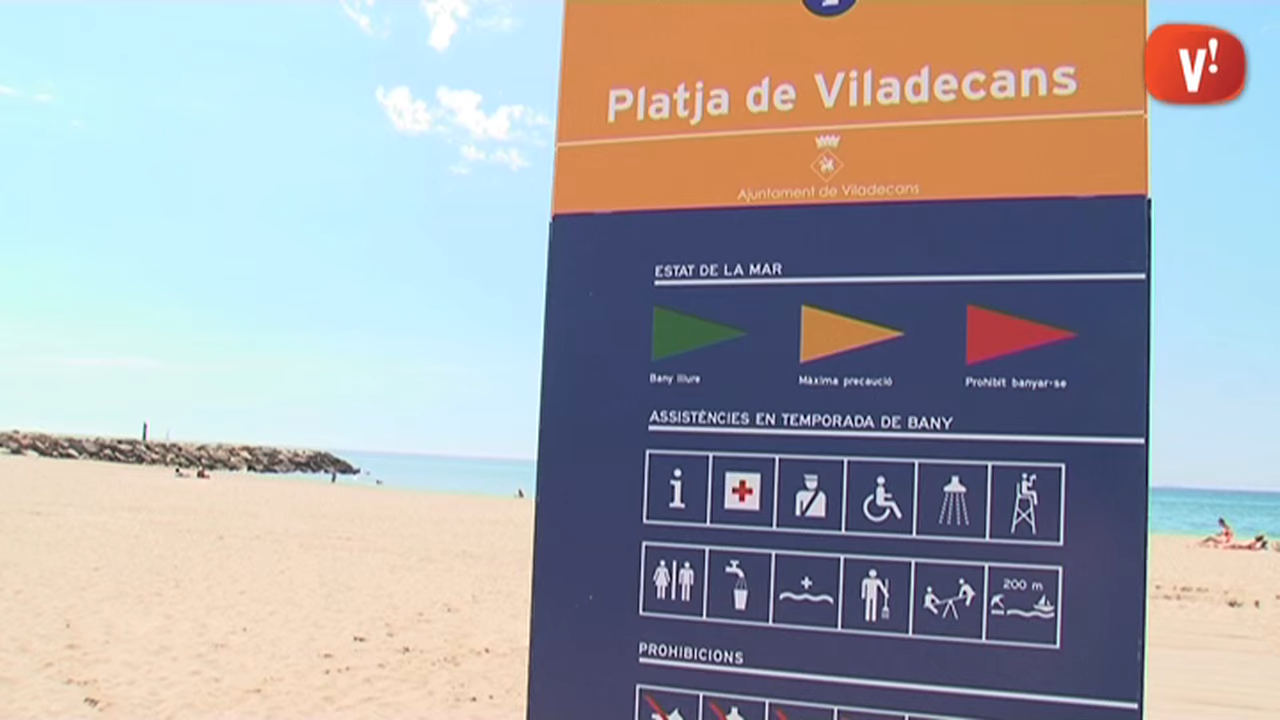 V!
Platja de Viladecans
Ajuntament de Viladecans
ESTAT DE LA MAR
Bany lliure
Màxima precaució
Prohibit banyar-se
ASSISTÈNCIES EN TEMPORADA DE BANY
i
200 m
PROHIBICIONS